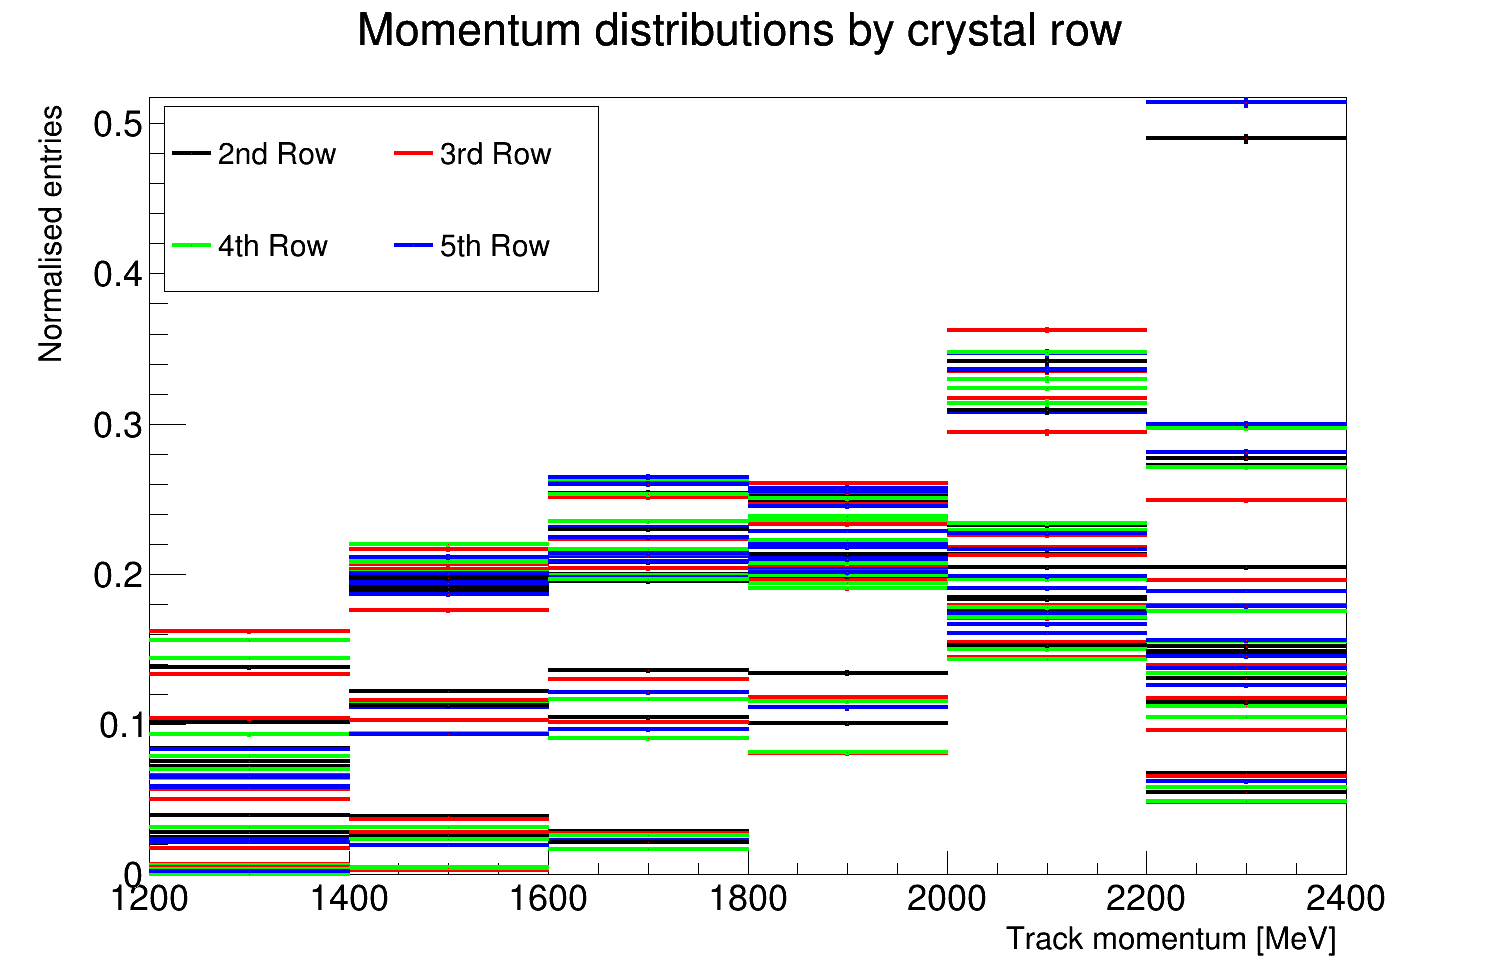 Momentum distributions by crystal row
Normalised entries
0.5
0.4
0.3
0.2
0.1
0
2nd Row
3rd Row
4th Row
5th Row
1200 1400 1600 1800 2000 2200 2400
Track momentum [MeV]